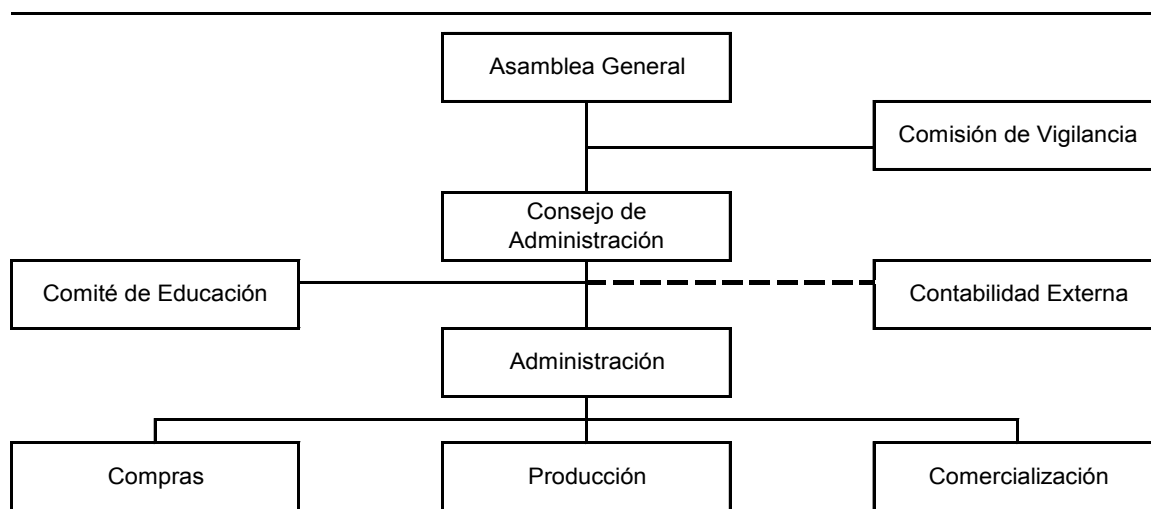 Asamblea General
Comisión de Vigilancia
Consejo de
Administración
Comité de Educación
Contabilidad Externa
Administración
Compras
Producción
Comercialización